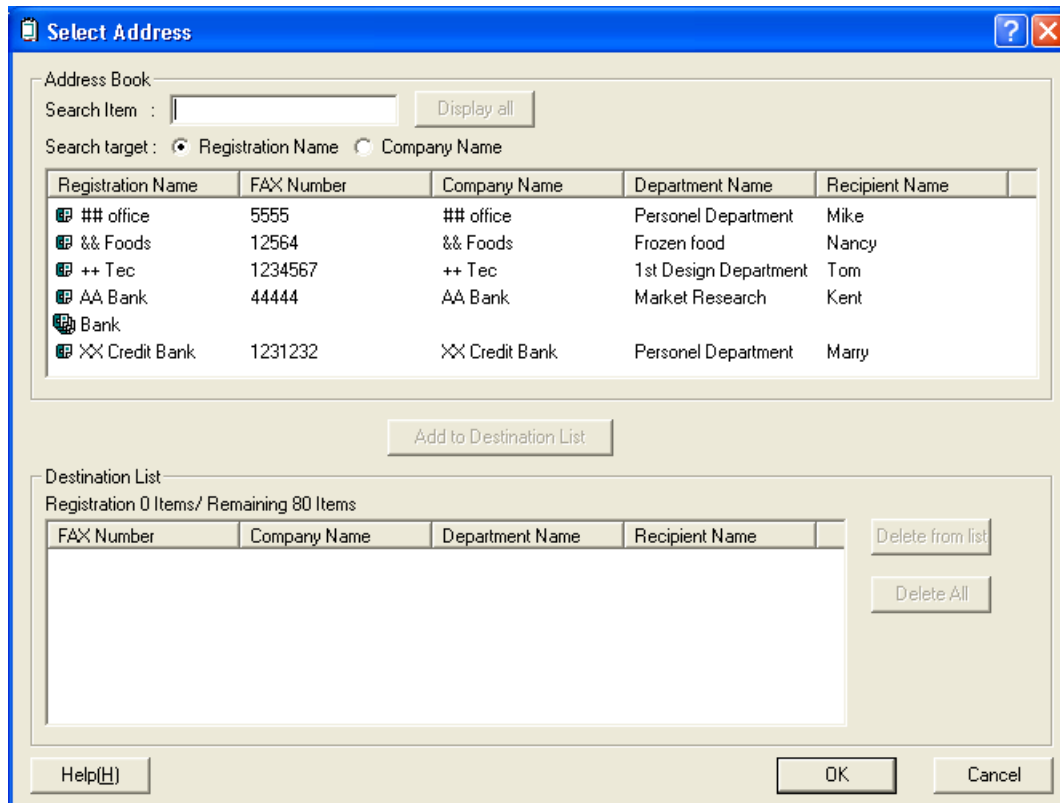 Select Address
Address Book
Search Item :
Display all
Search target : Registration Name Company Name
Registration Name FAX Number Company Name Department Name Recipient Name
## office 5555 ## office Personel Department Mike
&& Foods 12564 && Foods Frozen food Nancy
++ Tec 1234567 ++ Tec 1st Design Department Tom
AA Bank 44444 AA Bank Market Research Kent
Bank
XX Credit Bank 1231232 XX Credit Bank Personel Department Marry
Add to Destination List
Destination List
Registration 0 Items/ Remaining 80 Items
FAX Number Company Name Department Name Recipient Name
Delete from list
Delete All
Help(H) OK Cancel